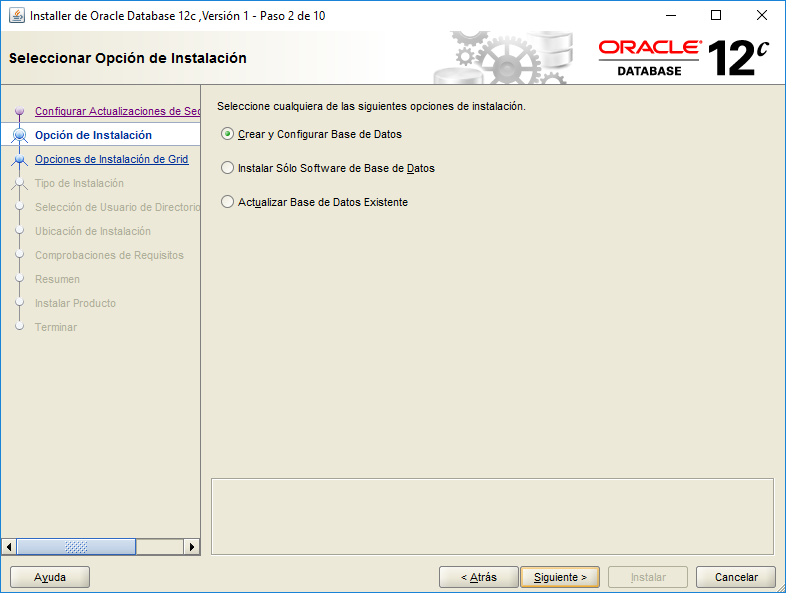 Installer de Oracle Database 12c ,Versión 1 - Paso 2 de 10
Seleccionar Opción de Instalación
ORACLE
DATABASE
12c
Configurar Actualizaciones de Sec
Opción de Instalación
Opciones de Instalación de Grid
Tipo de Instalación
Selección de Usuario de Directorio
Ubicación de Instalación
Comprobaciones de Requisitos
Resumen
Instalar Producto
Terminar
Seleccione cualquiera de las siguientes opciones de instalación.
Crear y Configurar Base de Datos
Instalar Sólo Software de Base de Datos
Actualizar Base de Datos Existente
Ayuda
< Atrás
Siguiente >
Instalar
Cancelar